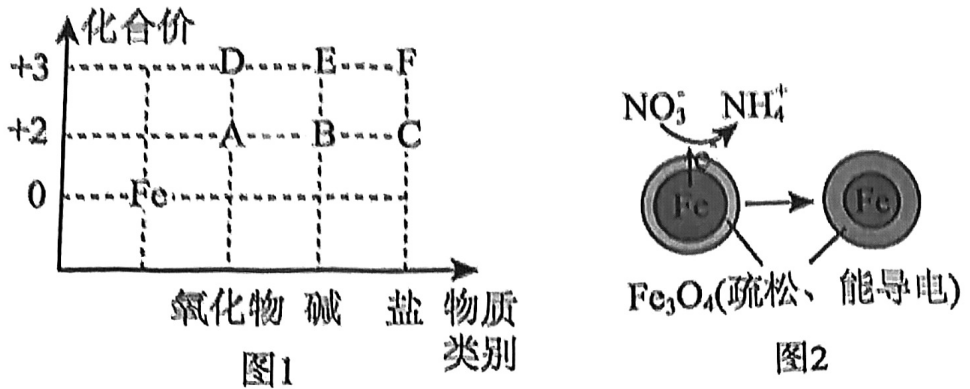 化合价
+3 D E F
+2 A B C
0 Fe
氧化物 碱 盐 物质
类别
图1
NO₃⁻ NH₄⁺
e⁻
Fe Fe
Fe₃O₄(疏松、能导电)
图2